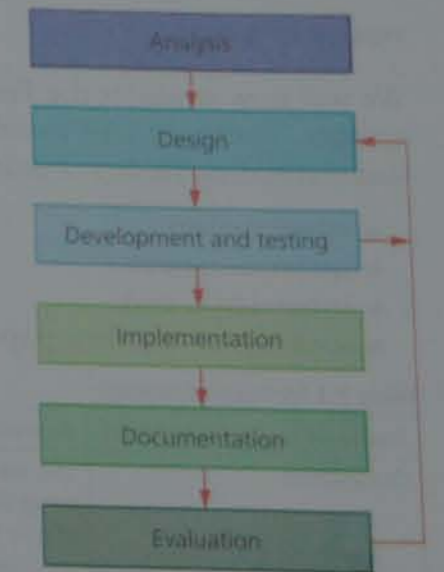 Analysis
Design
Development and testing
Implementation
Documentation
Evaluation